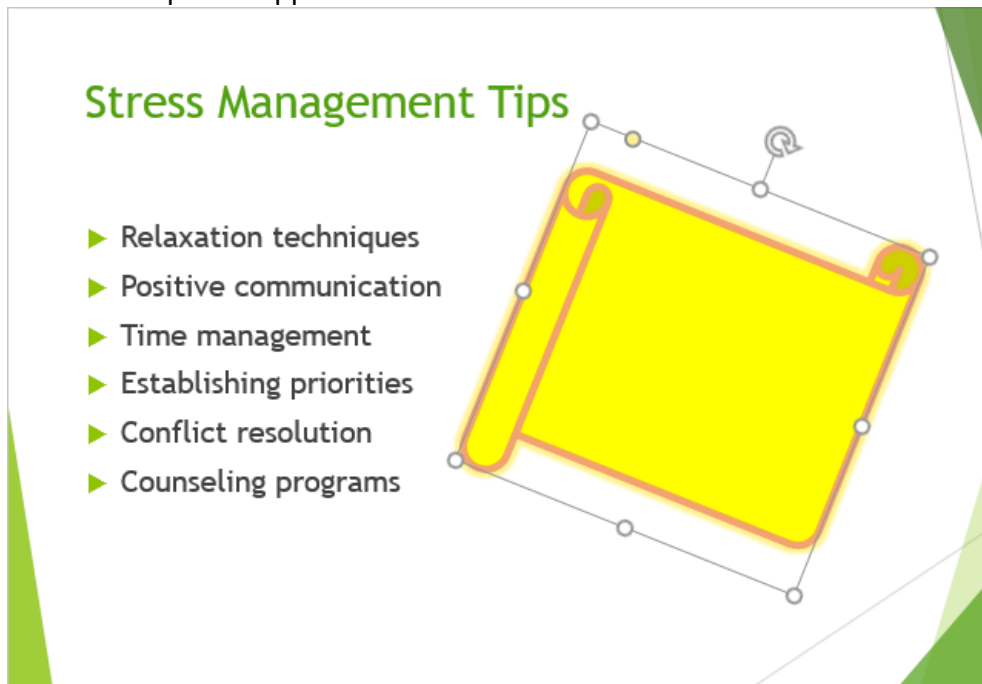 Stress Management Tips
Relaxation techniques
Positive communication
Time management
Establishing priorities
Conflict resolution
Counseling programs